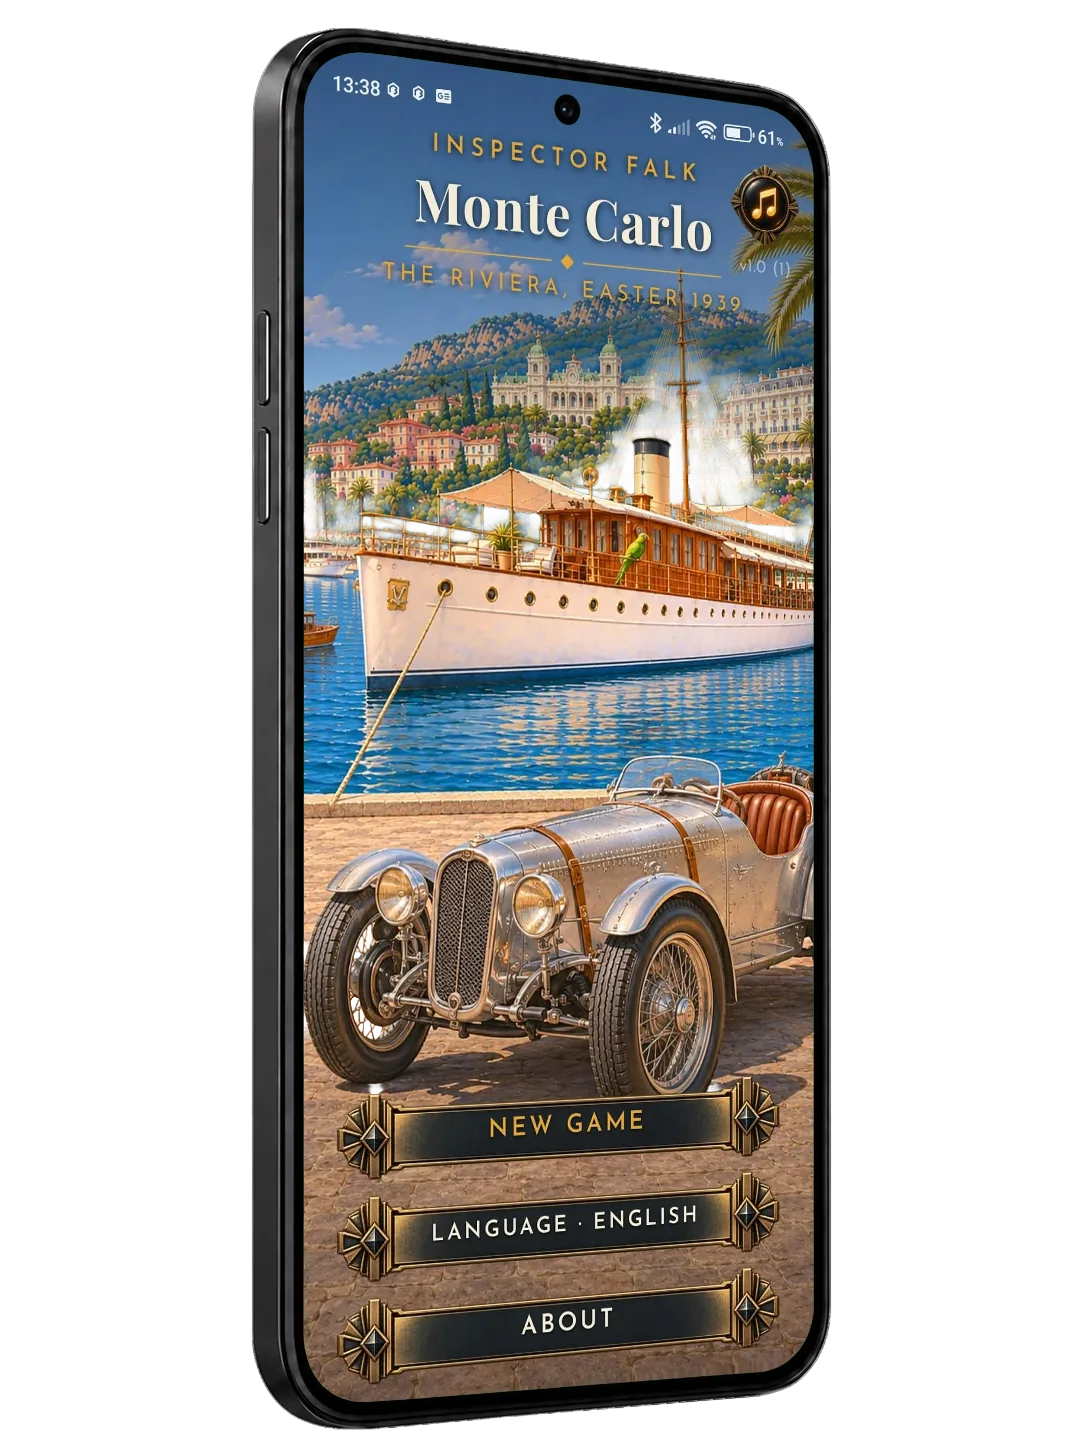 13:38
61%
INSPECTOR FALK
Monte Carlo
v1.0 (1)
THE RIVIERA, EASTER 1939
NEW GAME
LANGUAGE · ENGLISH
ABOUT